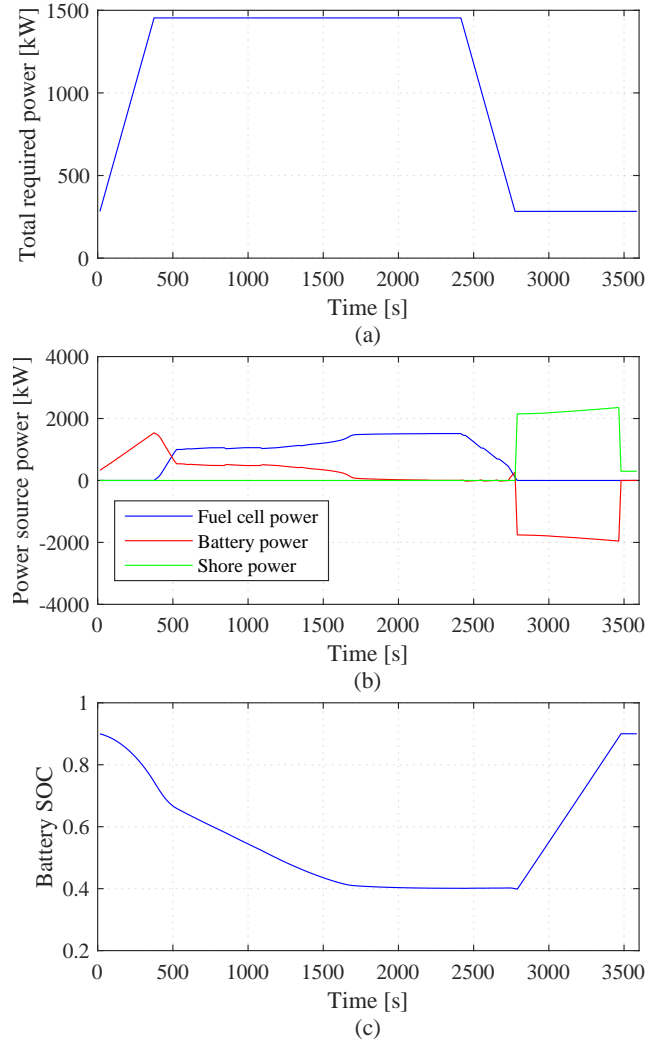 1500
1000
500
0
Total required power [kW]
0 500 1000 1500 2000 2500 3000 3500
Time [s]
(a)
4000
2000
0
-2000
-4000
Power source power [kW]
Fuel cell power
Battery power
Shore power
0 500 1000 1500 2000 2500 3000 3500
Time [s]
(b)
1
0.8
0.6
0.4
0.2
Battery SOC
0 500 1000 1500 2000 2500 3000 3500
Time [s]
(c)